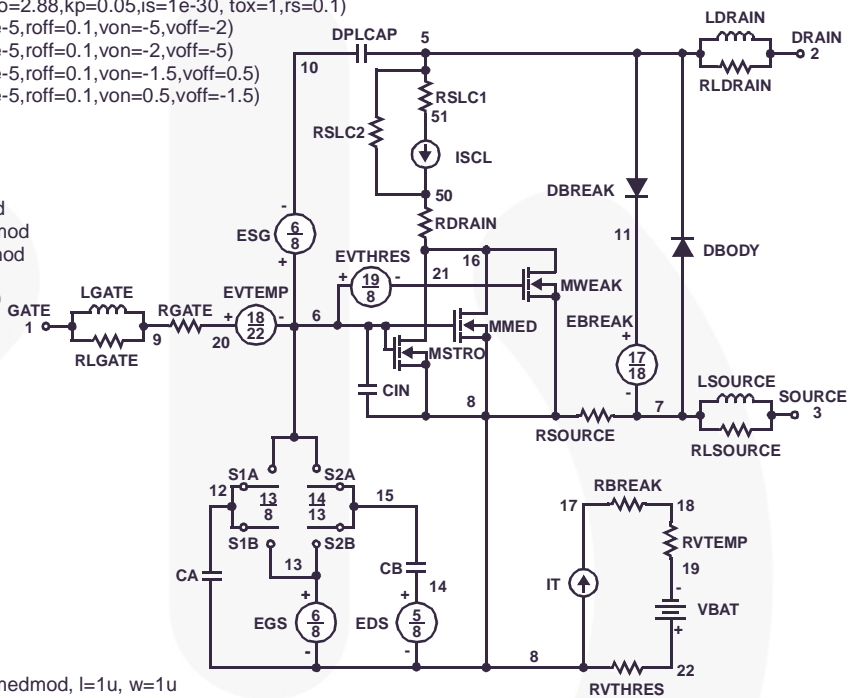 o=2.88,kp=0.05,is=1e-30, tox=1,rs=0.1)
e-5,roff=0.1,von=-5,voff=-2)
e-5,roff=0.1,von=-2,voff=-5)
e-5,roff=0.1,von=-1.5,voff=0.5)
e-5,roff=0.1,von=0.5,voff=-1.5)
LDRAIN
DPLCAP
5
DRAIN
2
10
RLDRAIN
RSLC1
51
RSLC2
ISCL
50
DBREAK
RDRAIN
ESG
6
8
-
+
11
DBODY
EVTHRES
+
19
8
-
21
16
MWEAK
LGATE
RGATE
EVTEMP
GATE
1
9
20
+
18
22
-
6
RLGATE
MMED
EBREAK
+
17
18
-
MSTRO
CIN
LSOURCE
SOURCE
3
8
7
RSOURCE
RLSOURCE
S1A
S2A
12
13
8
14
13
15
RBREAK
17
18
S1B
S2B
RVTEMP
13
CB
14
19
CA
IT
-
VBAT
+
EGS
+
6
8
-
EDS
+
5
8
-
8
22
RVTHRES
medmod, l=1u, w=1u